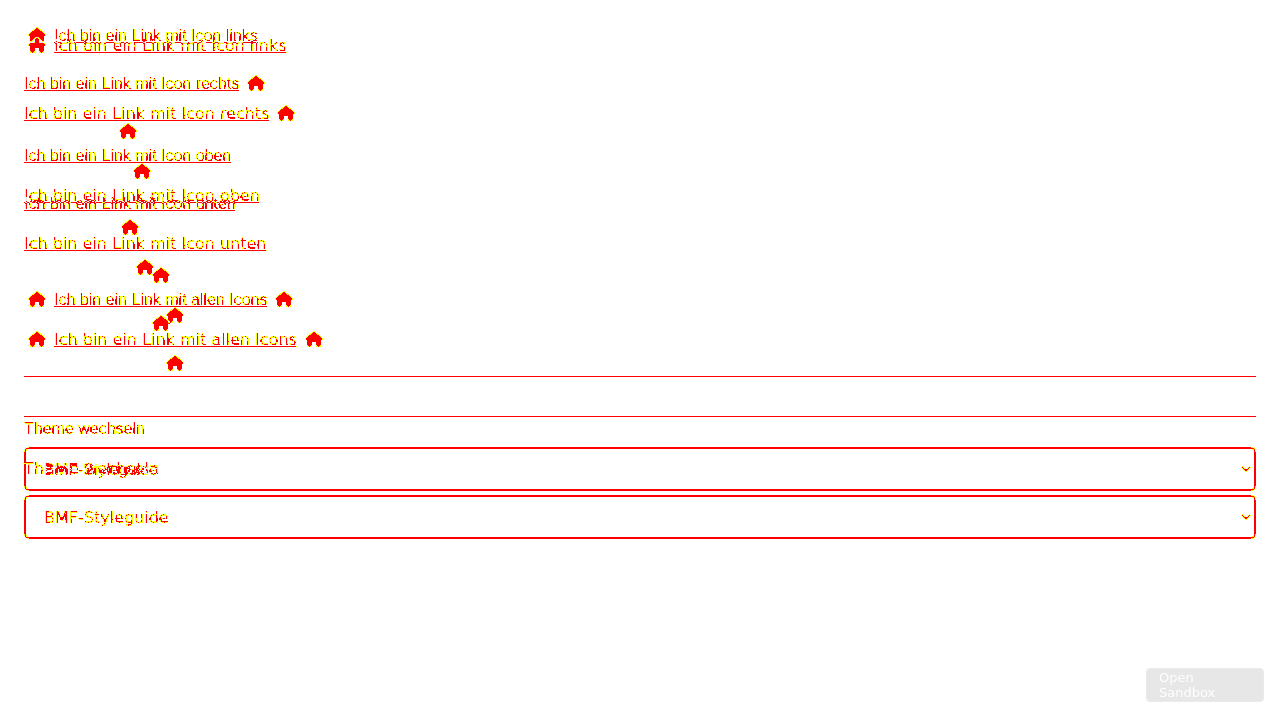 Ich bin ein Link mit Icon links
Ich bin ein Link mit Icon links
Ich bin ein Link mit Icon rechts
Ich bin ein Link mit Icon rechts
Ich bin ein Link mit Icon oben
Ich bin ein Link mit Icon oben
Ich bin ein Link mit Icon unten
Ich bin ein Link mit Icon unten
Ich bin ein Link mit allen Icons
Ich bin ein Link mit allen Icons
Theme wechseln
BMF-Styleguide
Open
Sandbox